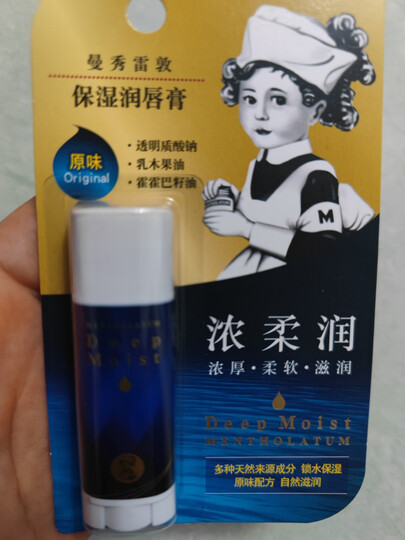 曼秀雷敦
保湿润唇膏
原味
Original
·透明质酸钠
·乳木果油
·霍霍巴籽油
M
MENTHOLATUM
Deep
Moist
浓柔润
浓厚·柔软·滋润
Deep Moist
MENTHOLATUM
多种天然来源成分 锁水保湿
原味配方 自然滋润